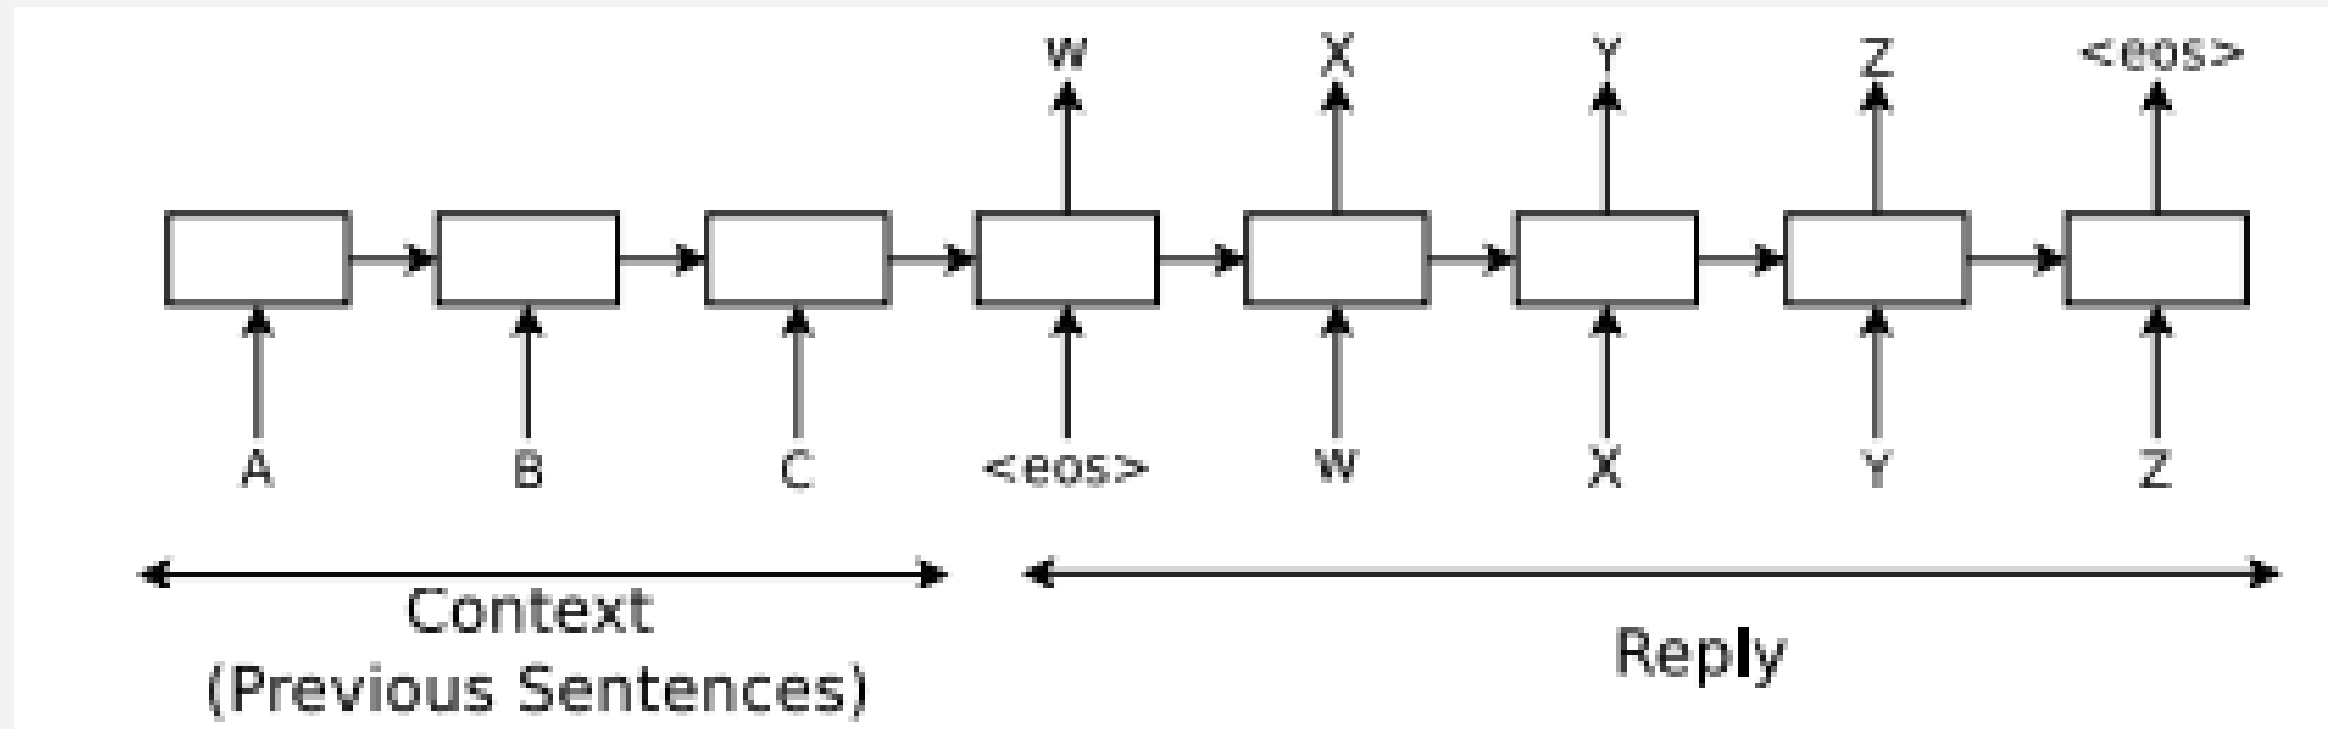 W X Y Z <eos>
A B C <eos> W X Y Z
Context
(Previous Sentences)
Reply